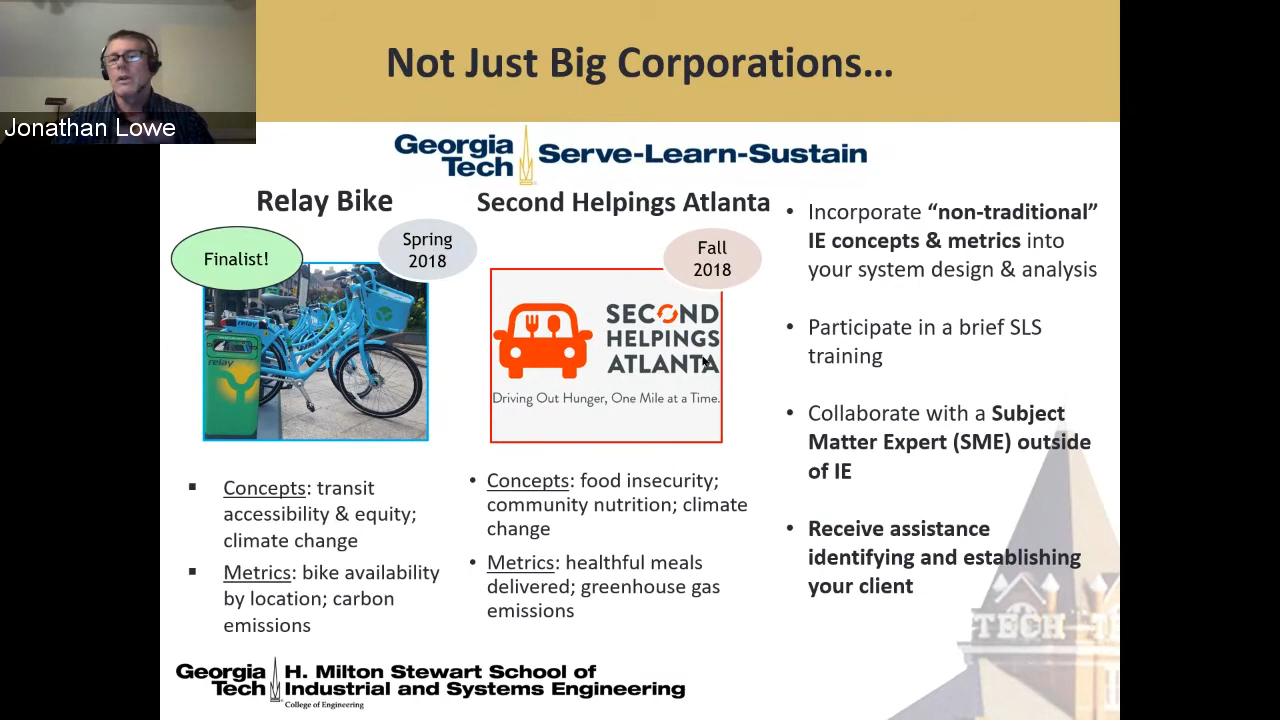 Not Just Big Corporations…
Jonathan Lowe
Georgia Tech
Serve-Learn-Sustain
Relay Bike
Finalist!
Spring
2018
relay
relay
Concepts: transit
accessibility & equity;
climate change
Metrics: bike availability
by location; carbon
emissions
Second Helpings Atlanta
Fall
2018
SECOND
HELPINGS
ATLANTA
Driving Out Hunger, One Mile at a Time.
Concepts: food insecurity;
community nutrition; climate
change
Metrics: healthful meals
delivered; greenhouse gas
emissions
Incorporate “non-traditional”
IE concepts & metrics into
your system design & analysis
Participate in a brief SLS
training
Collaborate with a Subject
Matter Expert (SME) outside
of IE
Receive assistance
identifying and establishing
your client
TECH TE
Georgia Tech
H. Milton Stewart School of
Industrial and Systems Engineering
College of Engineering